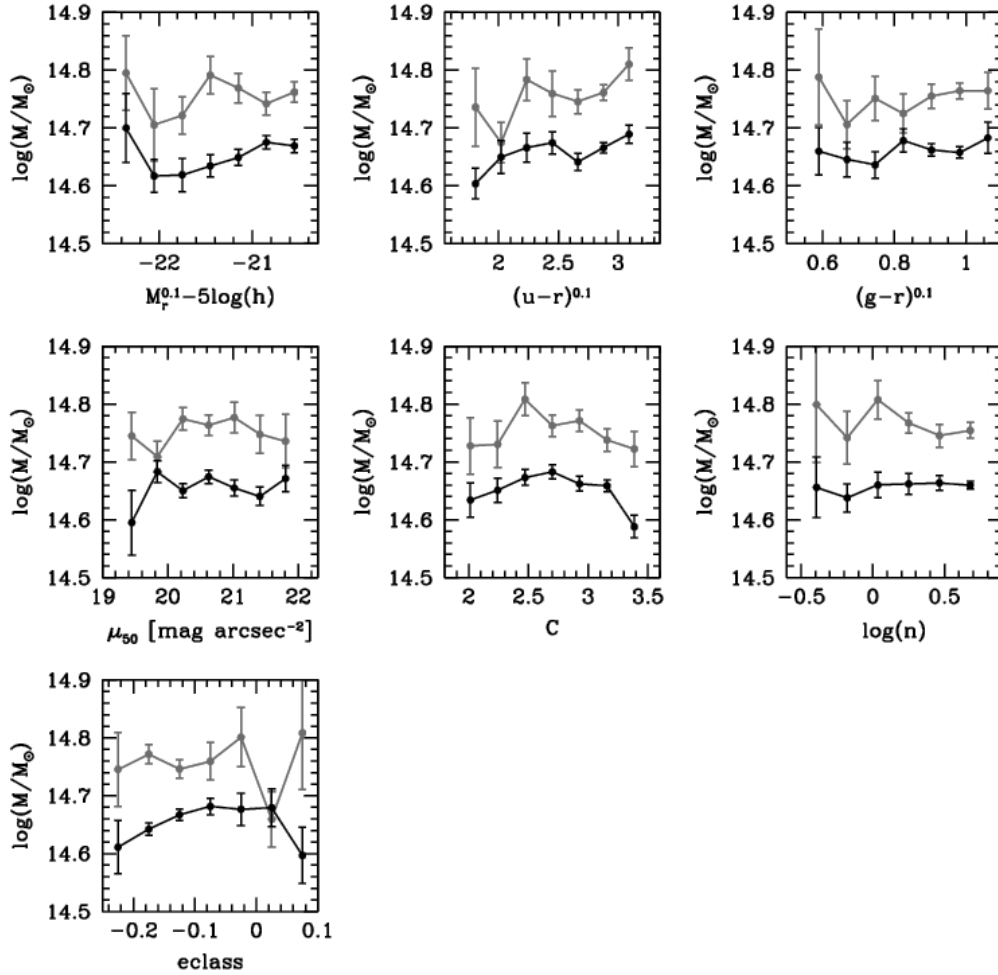 14.9
14.8
14.7
14.6
14.5
log(M/M⊙)
−22 −21
M_r^0.1−5log(h)
14.9
14.8
14.7
14.6
14.5
log(M/M⊙)
2 2.5 3
(u−r)^0.1
14.9
14.8
14.7
14.6
14.5
log(M/M⊙)
0.6 0.8 1
(g−r)^0.1
14.9
14.8
14.7
14.6
14.5
log(M/M⊙)
19 20 21 22
μ_50 [mag arcsec^−2]
14.9
14.8
14.7
14.6
14.5
log(M/M⊙)
2 2.5 3 3.5
C
14.9
14.8
14.7
14.6
14.5
log(M/M⊙)
−0.5 0 0.5
log(n)
14.9
14.8
14.7
14.6
14.5
log(M/M⊙)
−0.2 −0.1 0 0.1
eclass